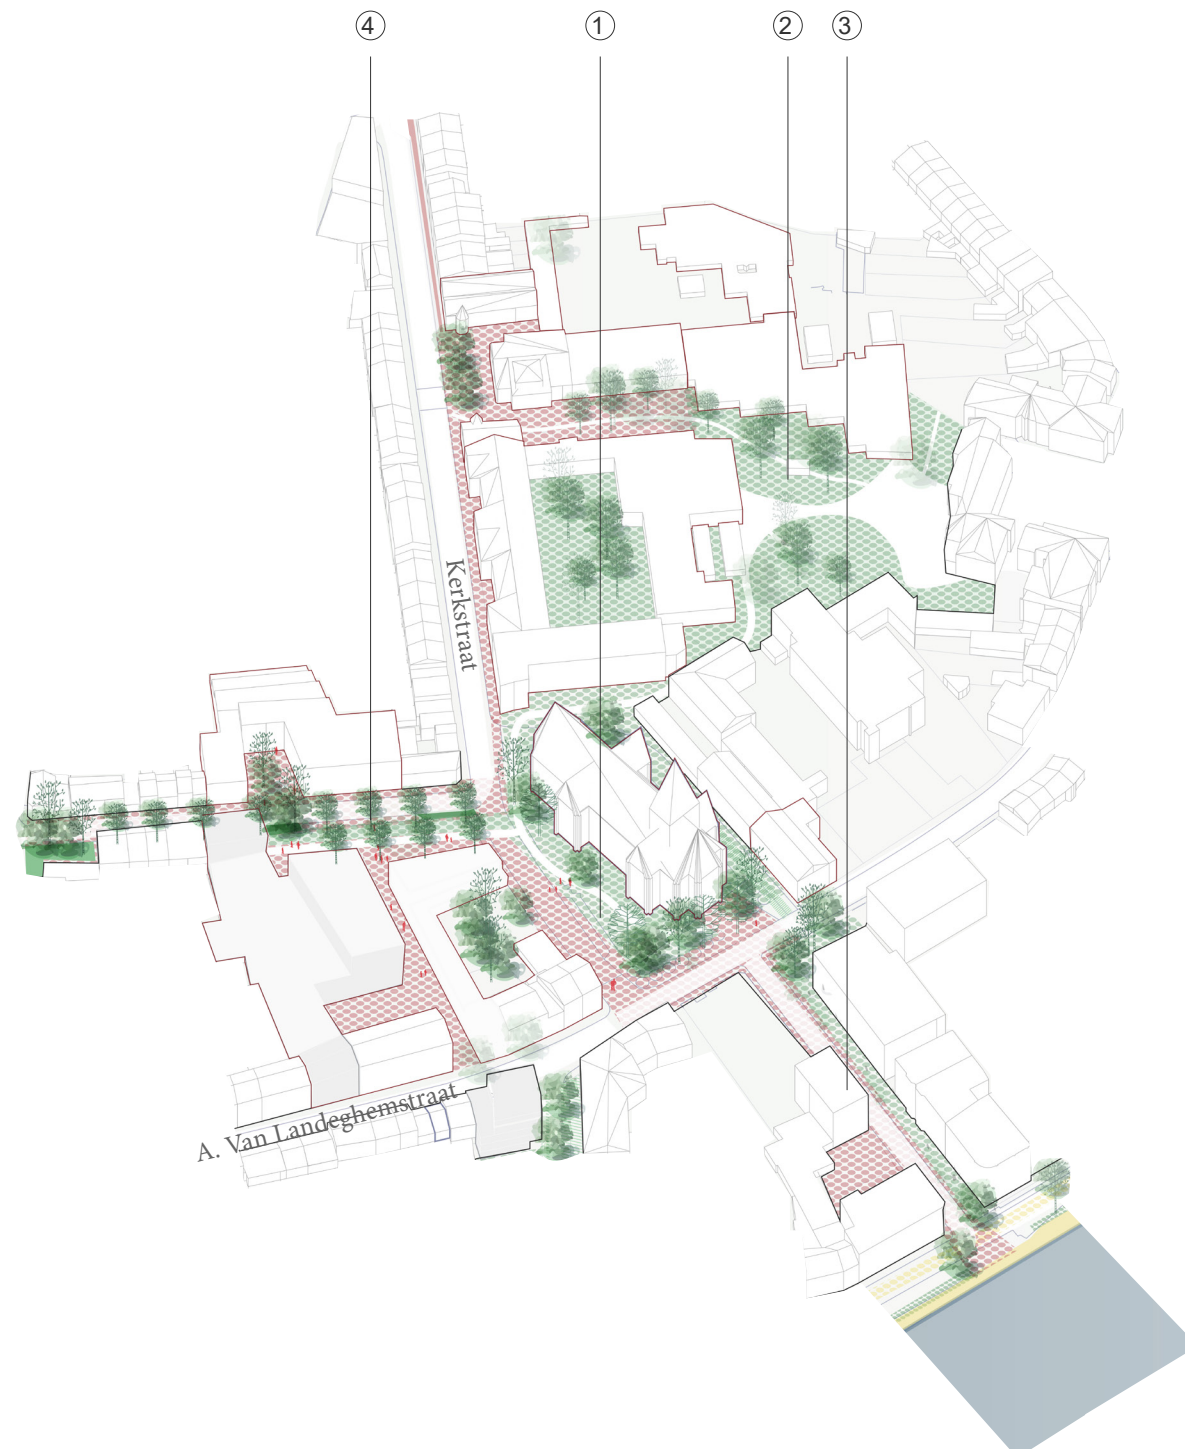 ④ ① ② ③
Kerkstraat
A. Van Landeghemstraat